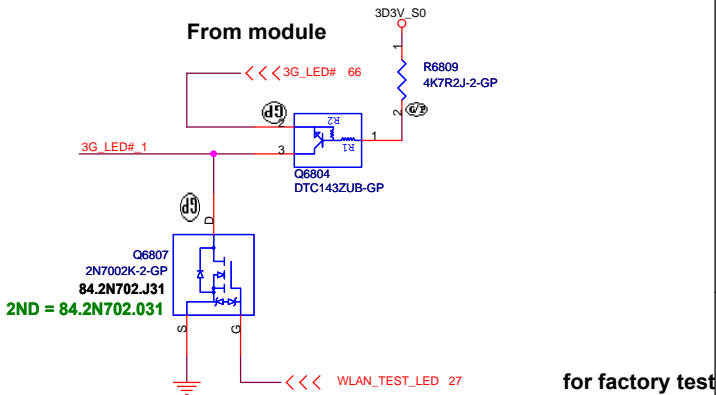 3D3V_S0
From module
1
3G_LED# 66
R6809
4K7R2J-2-GP
2
GP
GP
2
R2
R1
1
3G_LED#_1
3
Q6804
DTC143ZUB-GP
GP
D
Q6807
2N7002K-2-GP
84.2N702.J31
2ND = 84.2N702.031
S
G
WLAN_TEST_LED 27
for factory test